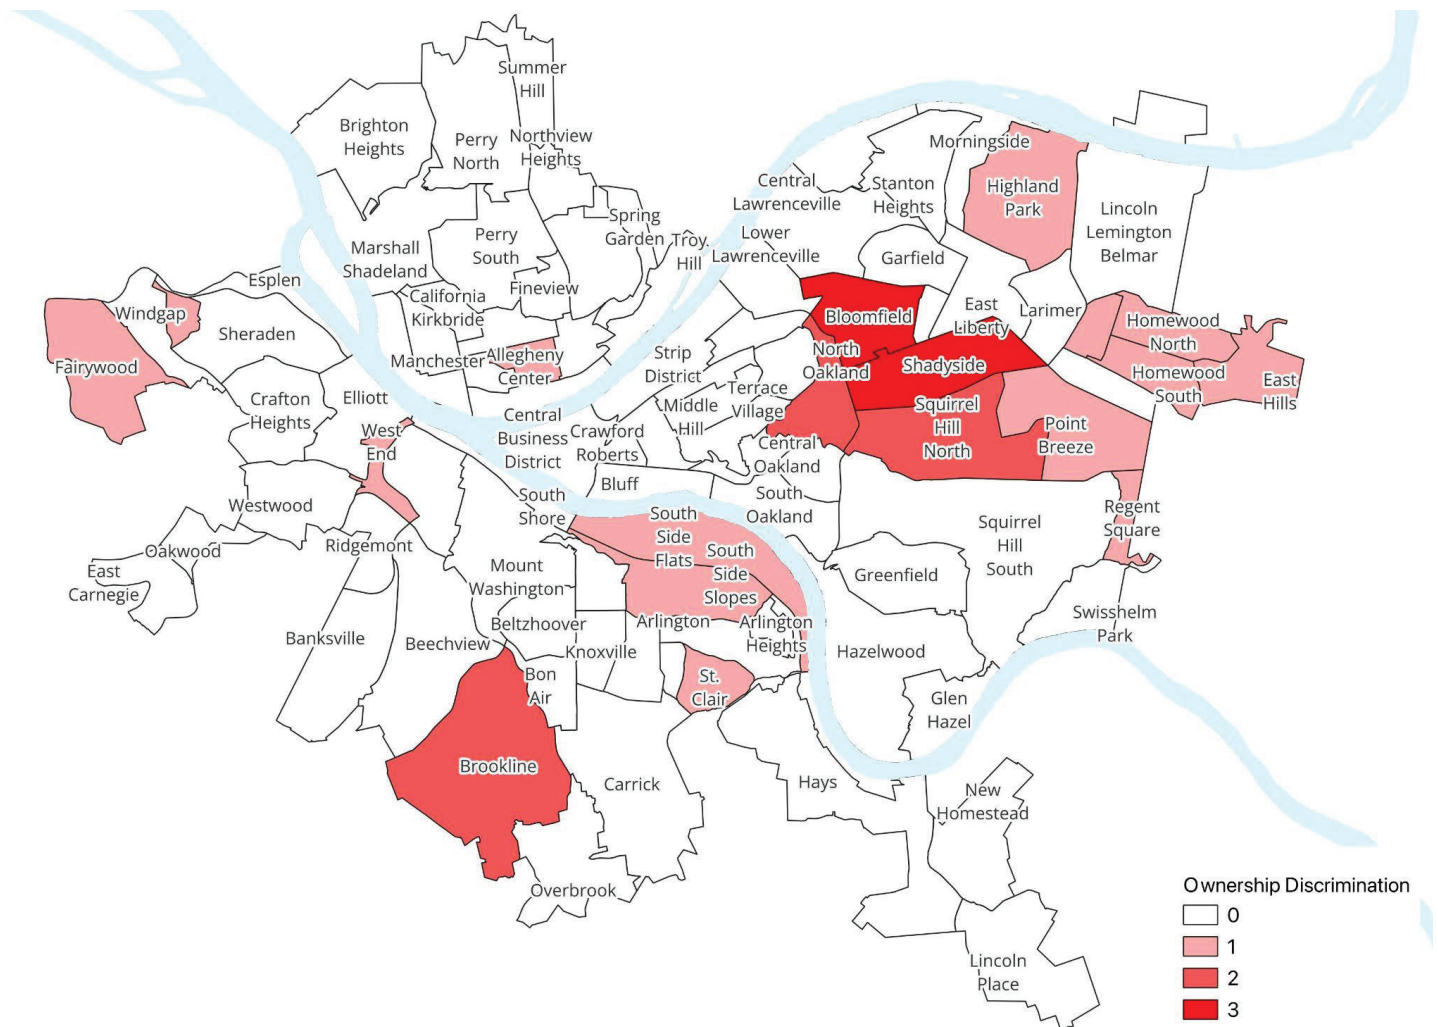 Summer
Hill
Brighton
Heights
Perry
North
Northview
Heights
Morningside
Central
Lawrenceville
Stanton
Heights
Highland
Park
Lincoln
Lemington
Belmar
Spring
Garden
Troy
Hill
Lower
Lawrenceville
Marshall
Shadeland
Perry
South
Garfield
Esplen
Fineview
California
Kirkbride
Windgap
Sheraden
Bloomfield
East
Liberty
Larimer
Homewood
North
Manchester
Allegheny
Center
Strip
District
North
Oakland
Shadyside
Fairywood
Homewood
South
East
Hills
Crafton
Heights
Elliott
Terrace
Village
Middle
Hill
Squirrel
Hill
North
Point
Breeze
West
End
Central
Business
District
Crawford
Roberts
Central
Oakland
Bluff
South
Shore
South
Oakland
Westwood
South
Side
Flats
Regent
Square
Squirrel
Hill
South
Oakwood
Ridgemont
South
Side
Slopes
East
Carnegie
Mount
Washington
Greenfield
Swisshelm
Park
Banksville
Beechview
Beltzhoover
Arlington
Arlington
Heights
Knoxville
Hazelwood
Bon
Air
St.
Clair
Glen
Hazel
Brookline
Carrick
Hays
New
Homestead
Overbrook
Lincoln
Place
Ownership Discrimination
0
1
2
3